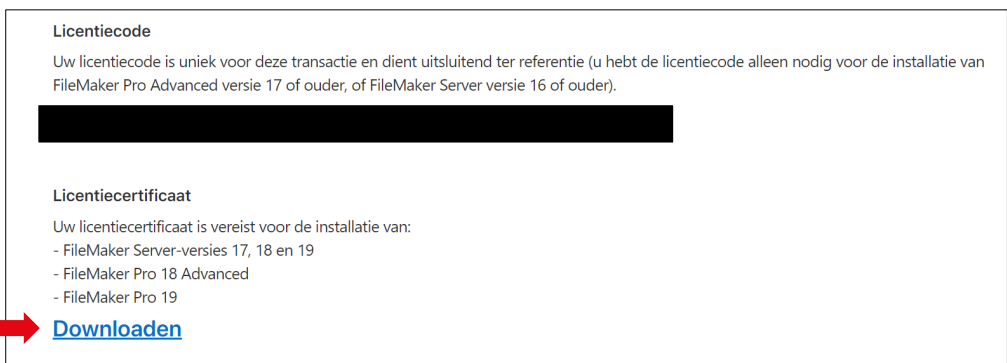 Licentiecode
Uw licentiecode is uniek voor deze transactie en dient uitsluitend ter referentie (u hebt de licentiecode alleen nodig voor de installatie van
FileMaker Pro Advanced versie 17 of ouder, of FileMaker Server versie 16 of ouder).
Licentiecertificaat
Uw licentiecertificaat is vereist voor de installatie van:
- FileMaker Server-versies 17, 18 en 19
- FileMaker Pro 18 Advanced
- FileMaker Pro 19
Downloaden